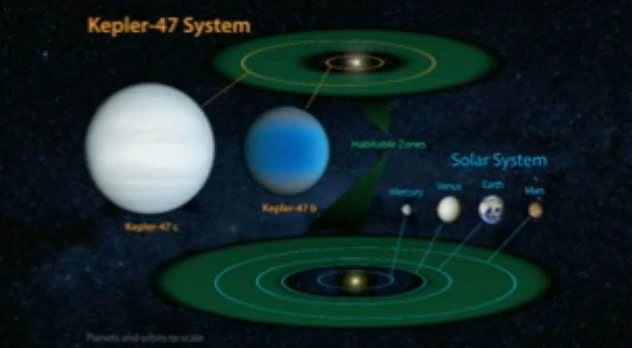 Kepler-47 System
Habitable Zones
Solar System
Mercury
Venus
Earth
Mars
Kepler-47 b
Kepler-47 c
Planets and orbits to scale